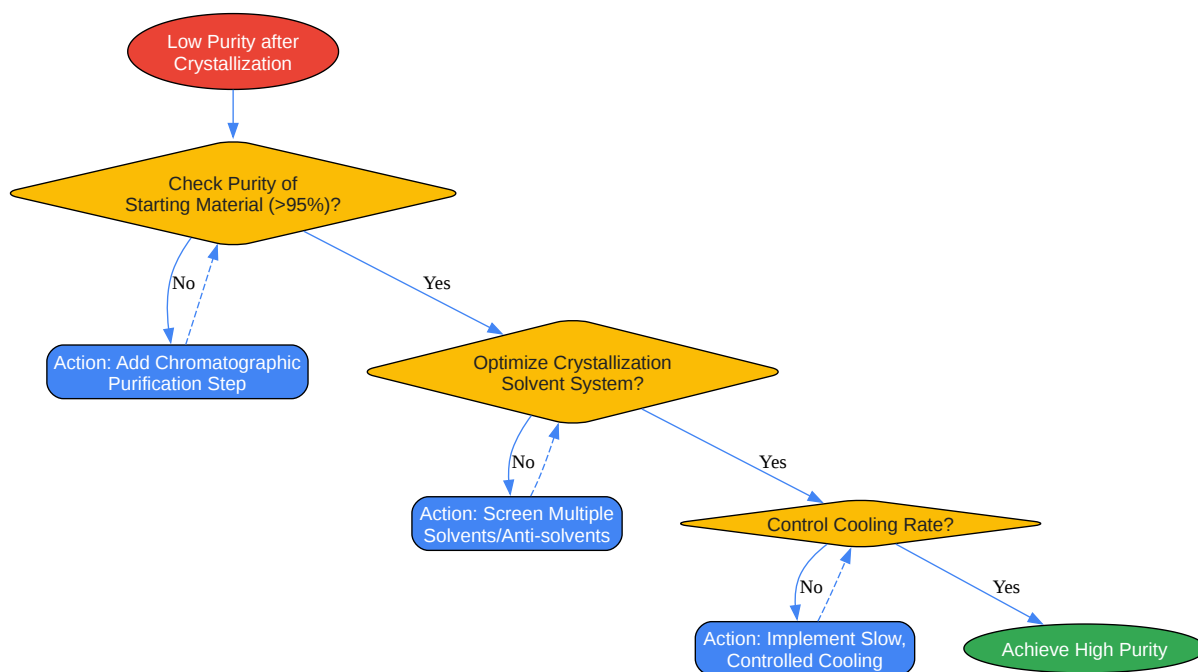 Low Purity after
Crystallization
Check Purity of
Starting Material (>95%)?
No
Yes
Action: Add Chromatographic
Purification Step
Optimize Crystallization
Solvent System?
No
Yes
Action: Screen Multiple
Solvents/Anti-solvents
Control Cooling Rate?
No
Yes
Action: Implement Slow,
Controlled Cooling
Achieve High Purity